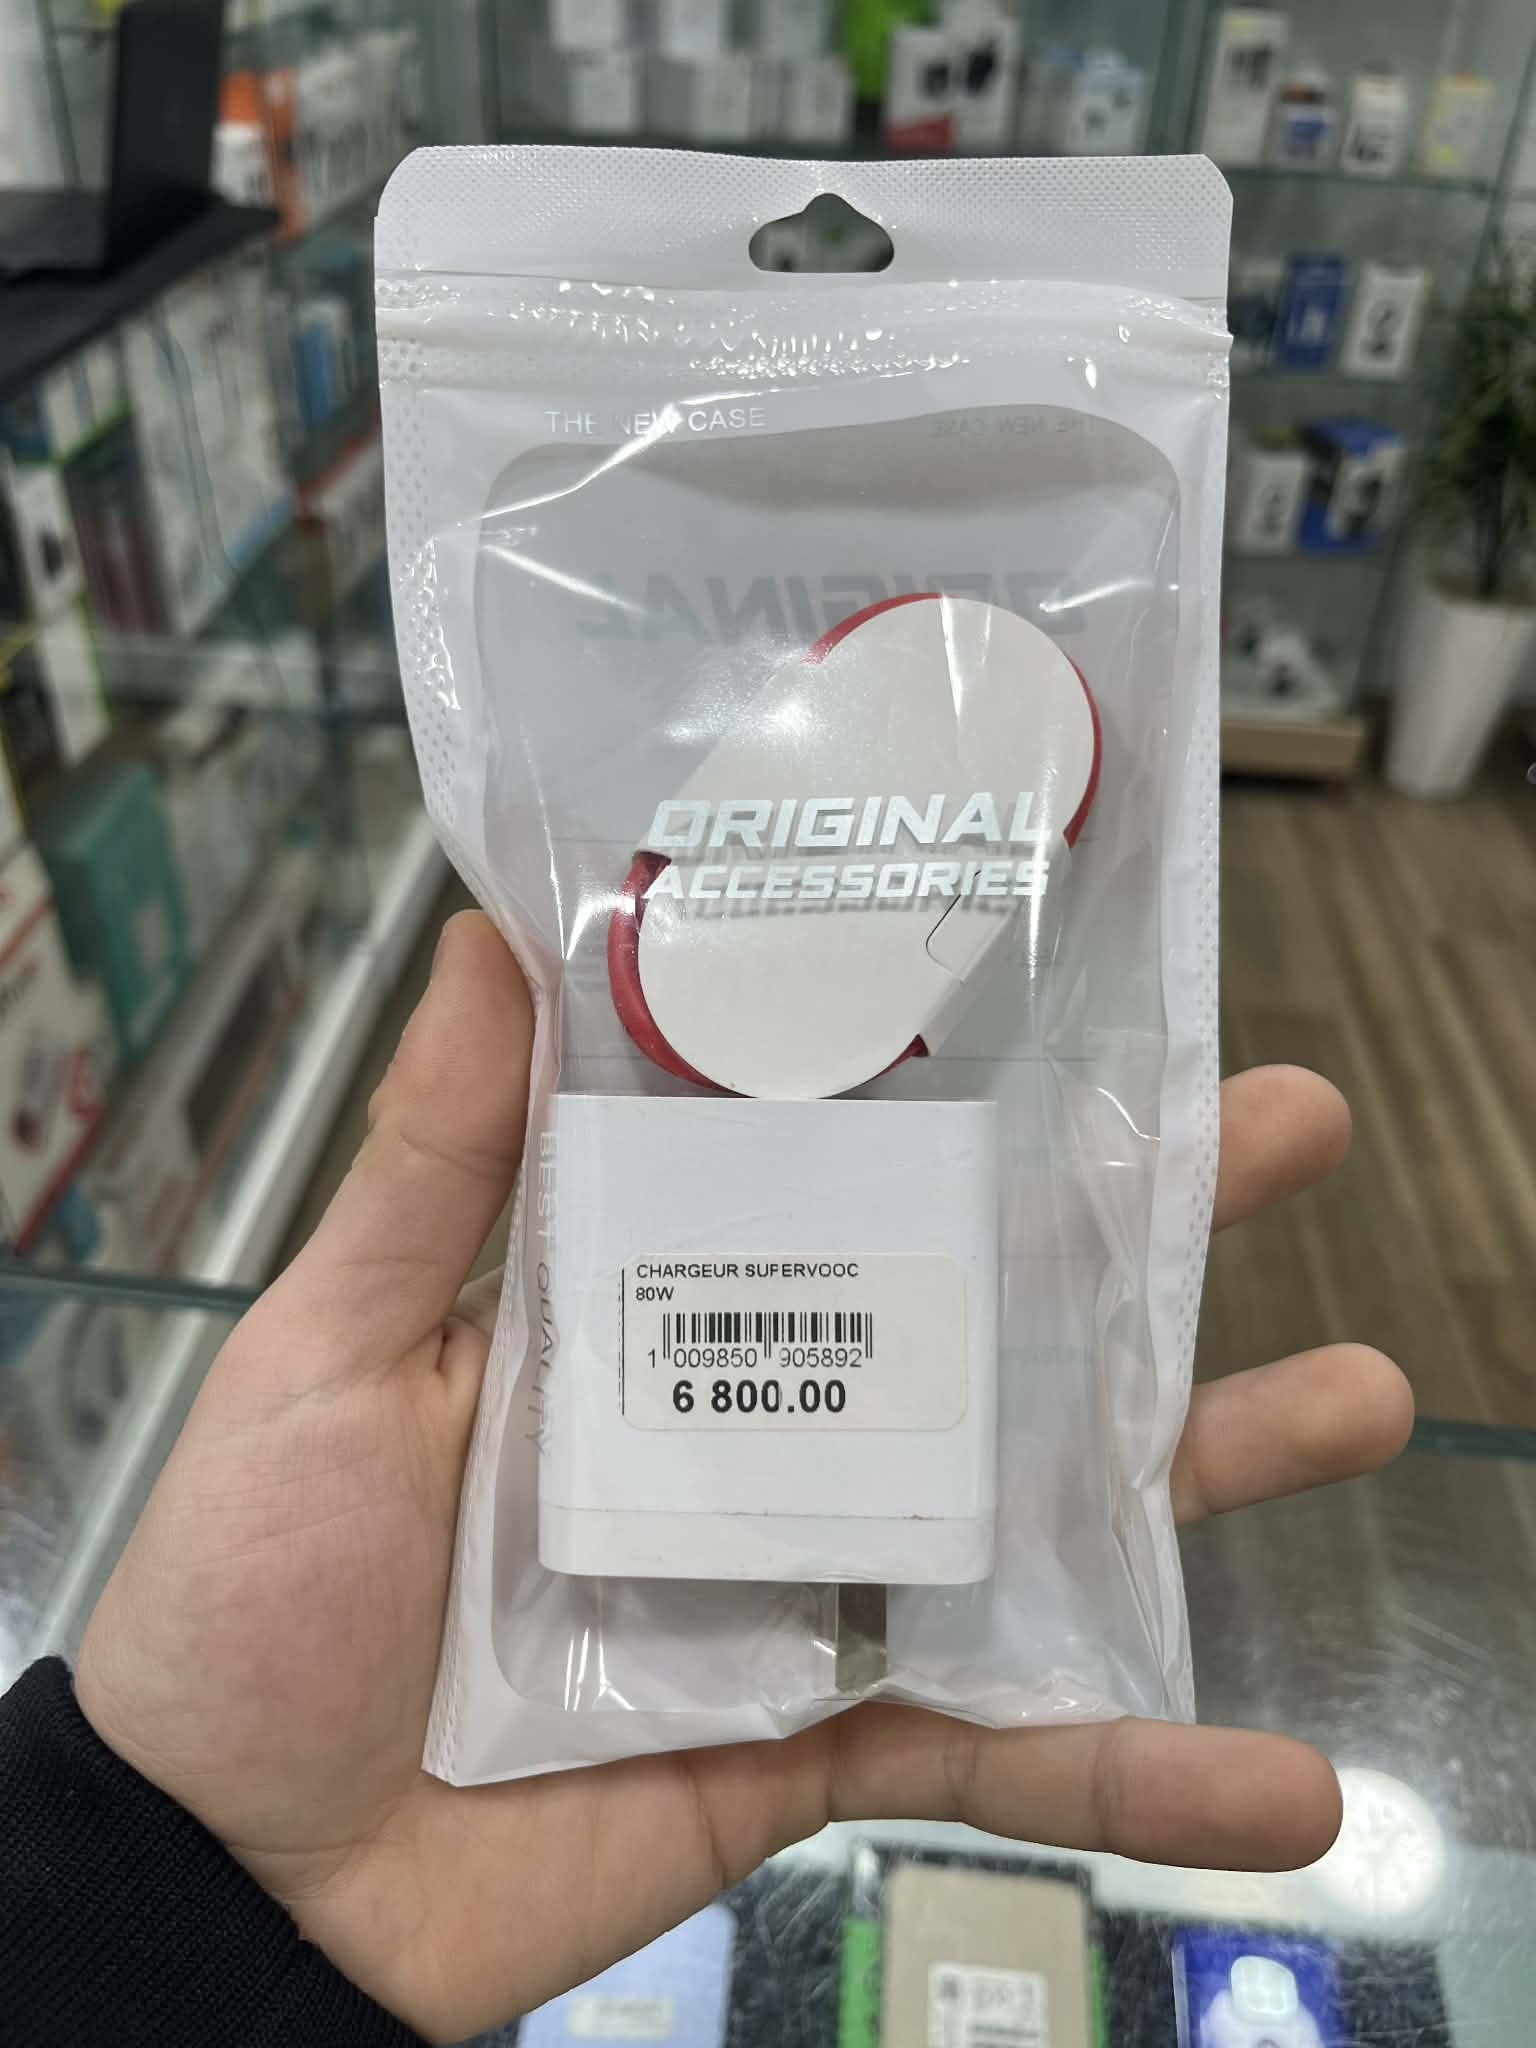 THE NEW CASE
ORIGINAL
ACCESSORIES
BEST QUALITY
CHARGEUR SUPERVOOC
80W
1 009850 905892
6 800.00